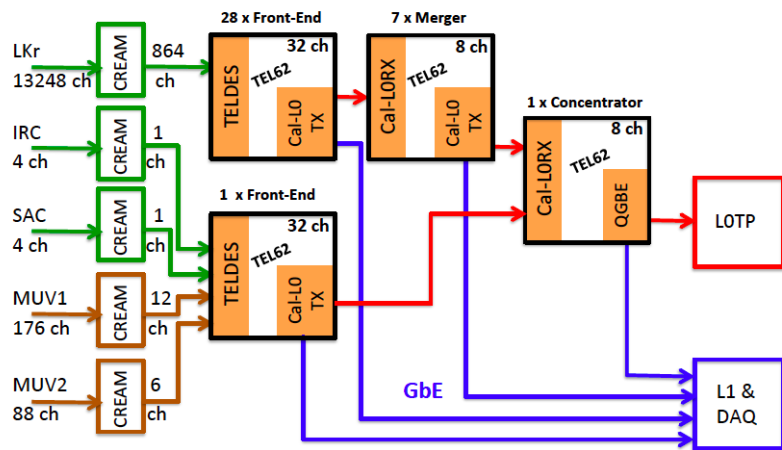 28 x Front-End
7 x Merger
LKr
13248 ch
CREAM
864
ch
TELDES
TEL62
32 ch
Cal-L0
TX
Cal-L0RX
TEL62
8 ch
Cal-L0
TX
1 x Concentrator
Cal-L0RX
TEL62
8 ch
QGBE
L0TP
IRC
4 ch
CREAM
1
ch
SAC
4 ch
CREAM
1
ch
1 x Front-End
TELDES
TEL62
32 ch
Cal-L0
TX
MUV1
176 ch
CREAM
12
ch
MUV2
88 ch
CREAM
6
ch
GbE
L1 &
DAQ